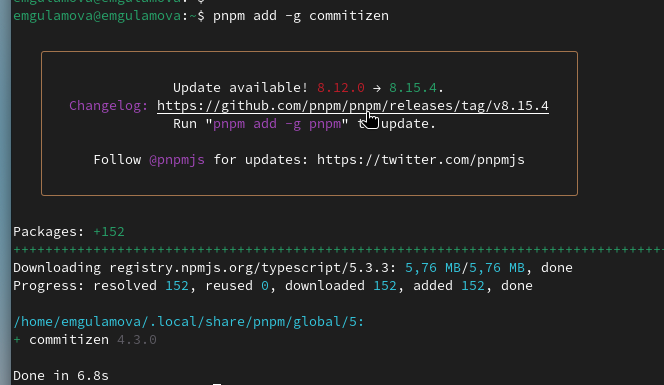 emgulamova@emgulamova:~$ pnpm add -g commitizen
Update available! 8.12.0 → 8.15.4.
Changelog: https://github.com/pnpm/pnpm/releases/tag/v8.15.4
Run "pnpm add -g pnpm" t update.
Follow @pnpmjs for updates: https://twitter.com/pnpmjs
Packages: +152
++++++++++++++++++++++++++++++++++++++++++++++++++++++++++++++++++++++++++++++++++
Downloading registry.npmjs.org/typescript/5.3.3: 5,76 MB/5,76 MB, done
Progress: resolved 152, reused 0, downloaded 152, added 152, done
/home/emgulamova/.local/share/pnpm/global/5:
+ commitizen 4.3.0
Done in 6.8s